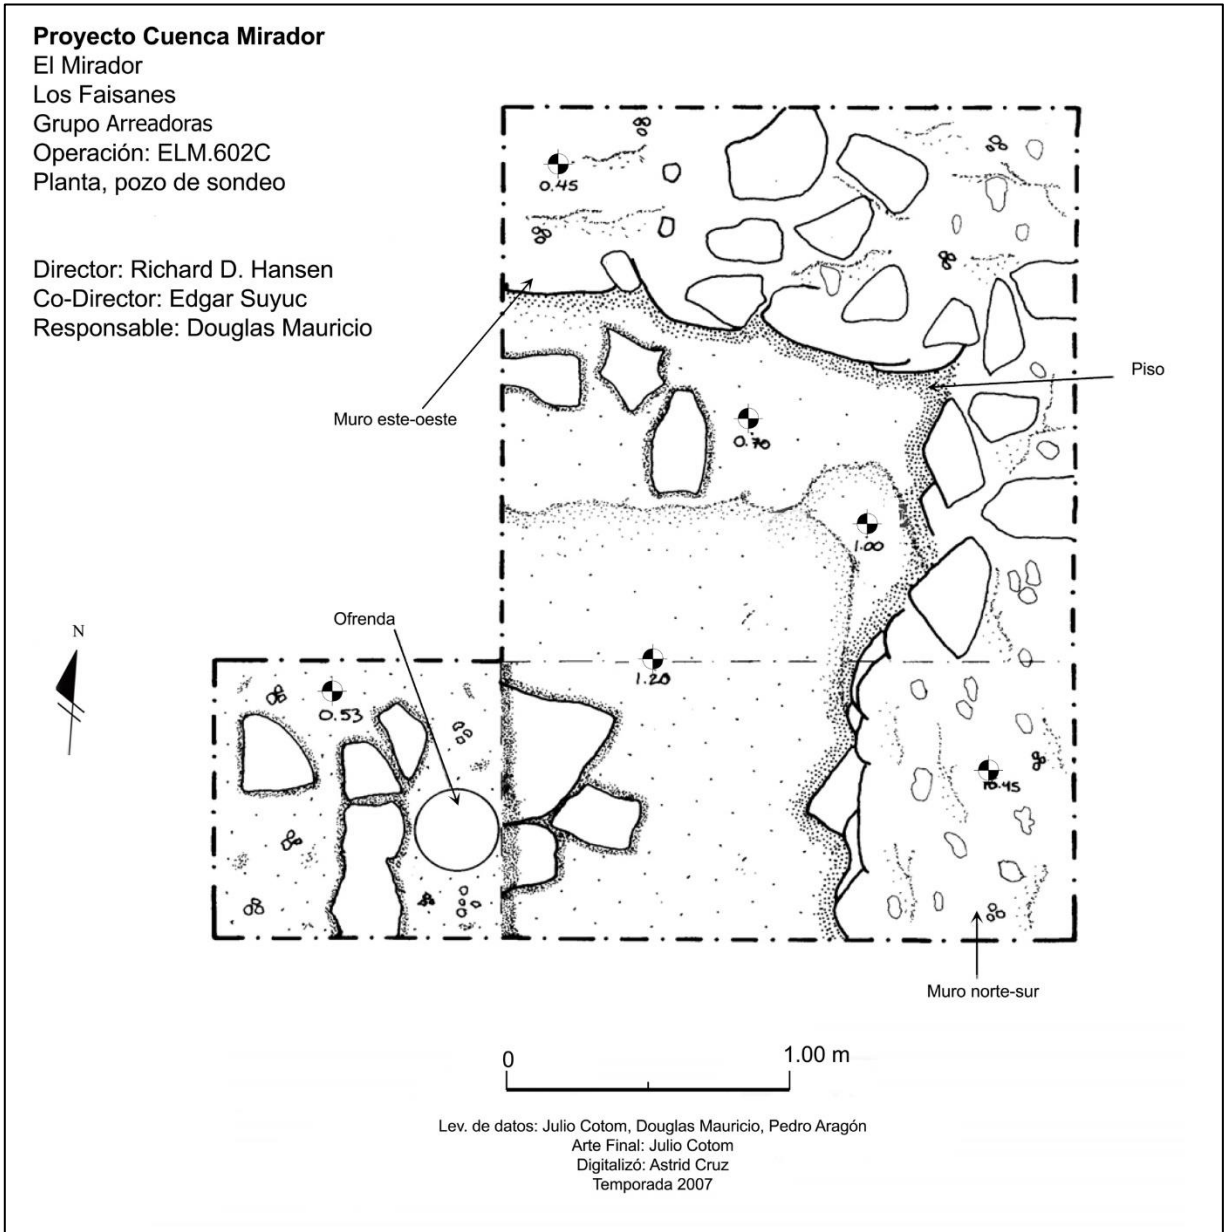 Proyecto Cuenca Mirador
El Mirador
Los Faisanes
Grupo Arreadoras
Operación: ELM.602C
Planta, pozo de sondeo
Director: Richard D. Hansen
Co-Director: Edgar Suyuc
Responsable: Douglas Mauricio
0.45
Piso
Muro este-oeste
0.70
1.00
Ofrenda
N
1.20
0.53
10.45
Muro norte-sur
0
1.00 m
Lev. de datos: Julio Cotom, Douglas Mauricio, Pedro Aragón
Arte Final: Julio Cotom
Digitalizó: Astrid Cruz
Temporada 2007